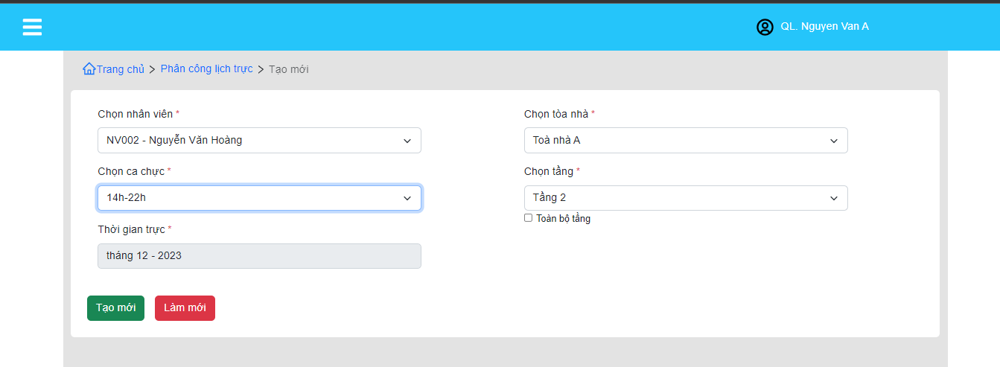 QL. Nguyen Van A
Trang chủ > Phân công lịch trực > Tạo mới
Chọn nhân viên *
NV002 - Nguyễn Văn Hoàng
Chọn ca chực *
14h-22h
Thời gian trực *
tháng 12 - 2023
Chọn tòa nhà *
Toà nhà A
Chọn tầng *
Tầng 2
Toàn bộ tầng
Tạo mới
Làm mới